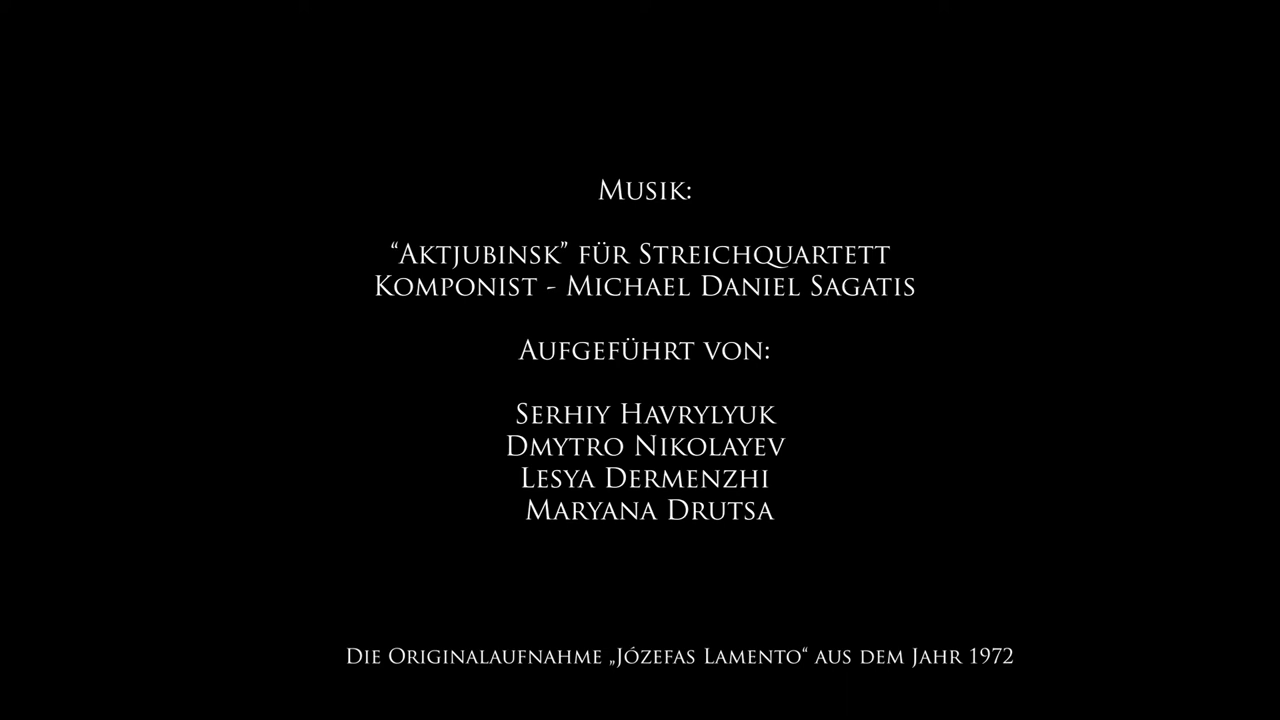 Musik:
“Aktjubinsk” für Streichquartett
Komponist - Michael Daniel Sagatis
Aufgeführt von:
Serhiy Havrylyuk
Dmytro Nikolayev
Lesya Dermenzhi
Maryana Drutsa
Die Originalaufnahme „Józefas Lamento“ aus dem Jahr 1972